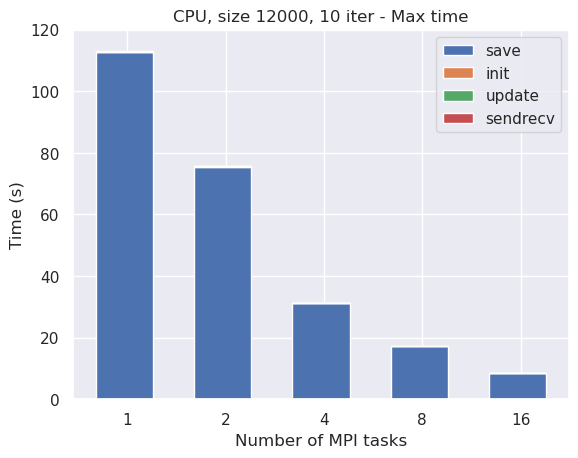 CPU, size 12000, 10 iter - Max time
save
init
update
sendrecv
120
100
80
60
40
20
0
Time (s)
1 2 4 8 16
Number of MPI tasks